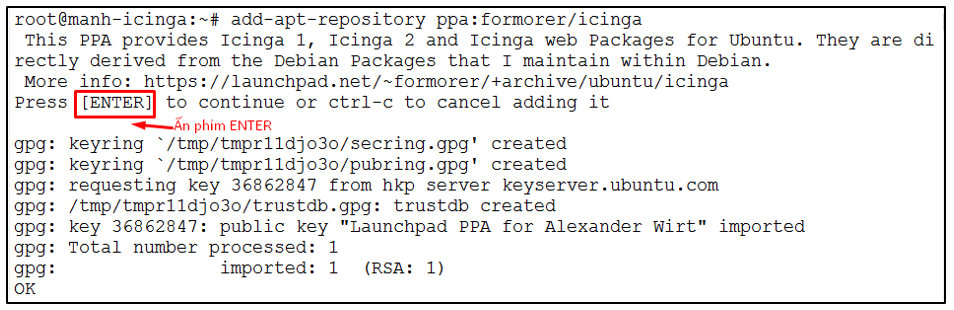 root@manh-icinga:~# add-apt-repository ppa:formorer/icinga
 This PPA provides Icinga 1, Icinga 2 and Icinga web Packages for Ubuntu. They are di
rectly derived from the Debian Packages that I maintain within Debian.
 More info: https://launchpad.net/~formorer/+archive/ubuntu/icinga
Press [ENTER] to continue or ctrl-c to cancel adding it
Ấn phím ENTER
gpg: keyring `/tmp/tmpr11djo3o/secring.gpg' created
gpg: keyring `/tmp/tmpr11djo3o/pubring.gpg' created
gpg: requesting key 36862847 from hkp server keyserver.ubuntu.com
gpg: /tmp/tmpr11djo3o/trustdb.gpg: trustdb created
gpg: key 36862847: public key "Launchpad PPA for Alexander Wirt" imported
gpg: Total number processed: 1
gpg:               imported: 1  (RSA: 1)
OK